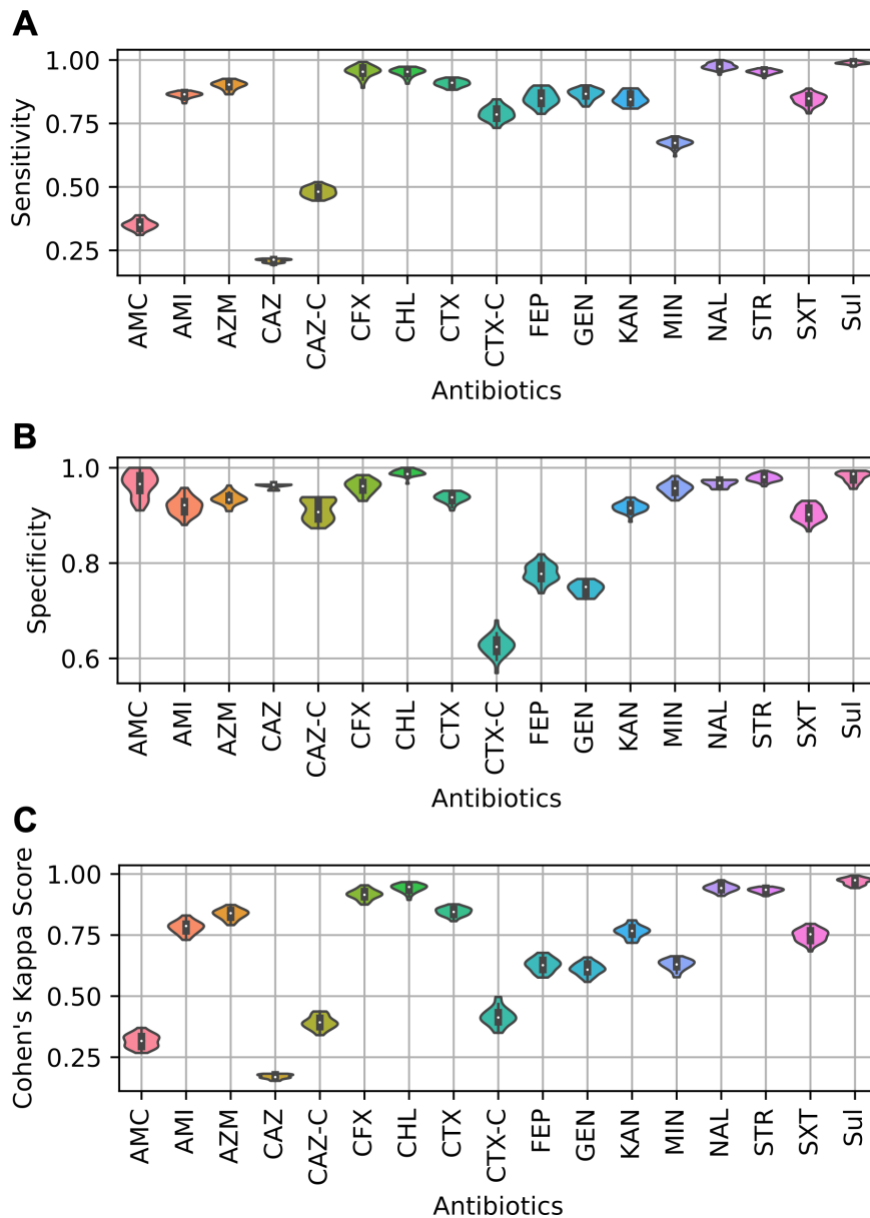 A
1.00
0.75
0.50
0.25
Sensitivity
AMC
AMI
AZM
CAZ
CAZ-C
CFX
CHL
CTX
CTX-C
FEP
GEN
KAN
MIN
NAL
STR
SXT
Sul
Antibiotics
B
1.0
0.8
0.6
Specificity
AMC
AMI
AZM
CAZ
CAZ-C
CFX
CHL
CTX
CTX-C
FEP
GEN
KAN
MIN
NAL
STR
SXT
Sul
Antibiotics
C
1.00
0.75
0.50
0.25
Cohen's Kappa Score
AMC
AMI
AZM
CAZ
CAZ-C
CFX
CHL
CTX
CTX-C
FEP
GEN
KAN
MIN
NAL
STR
SXT
Sul
Antibiotics